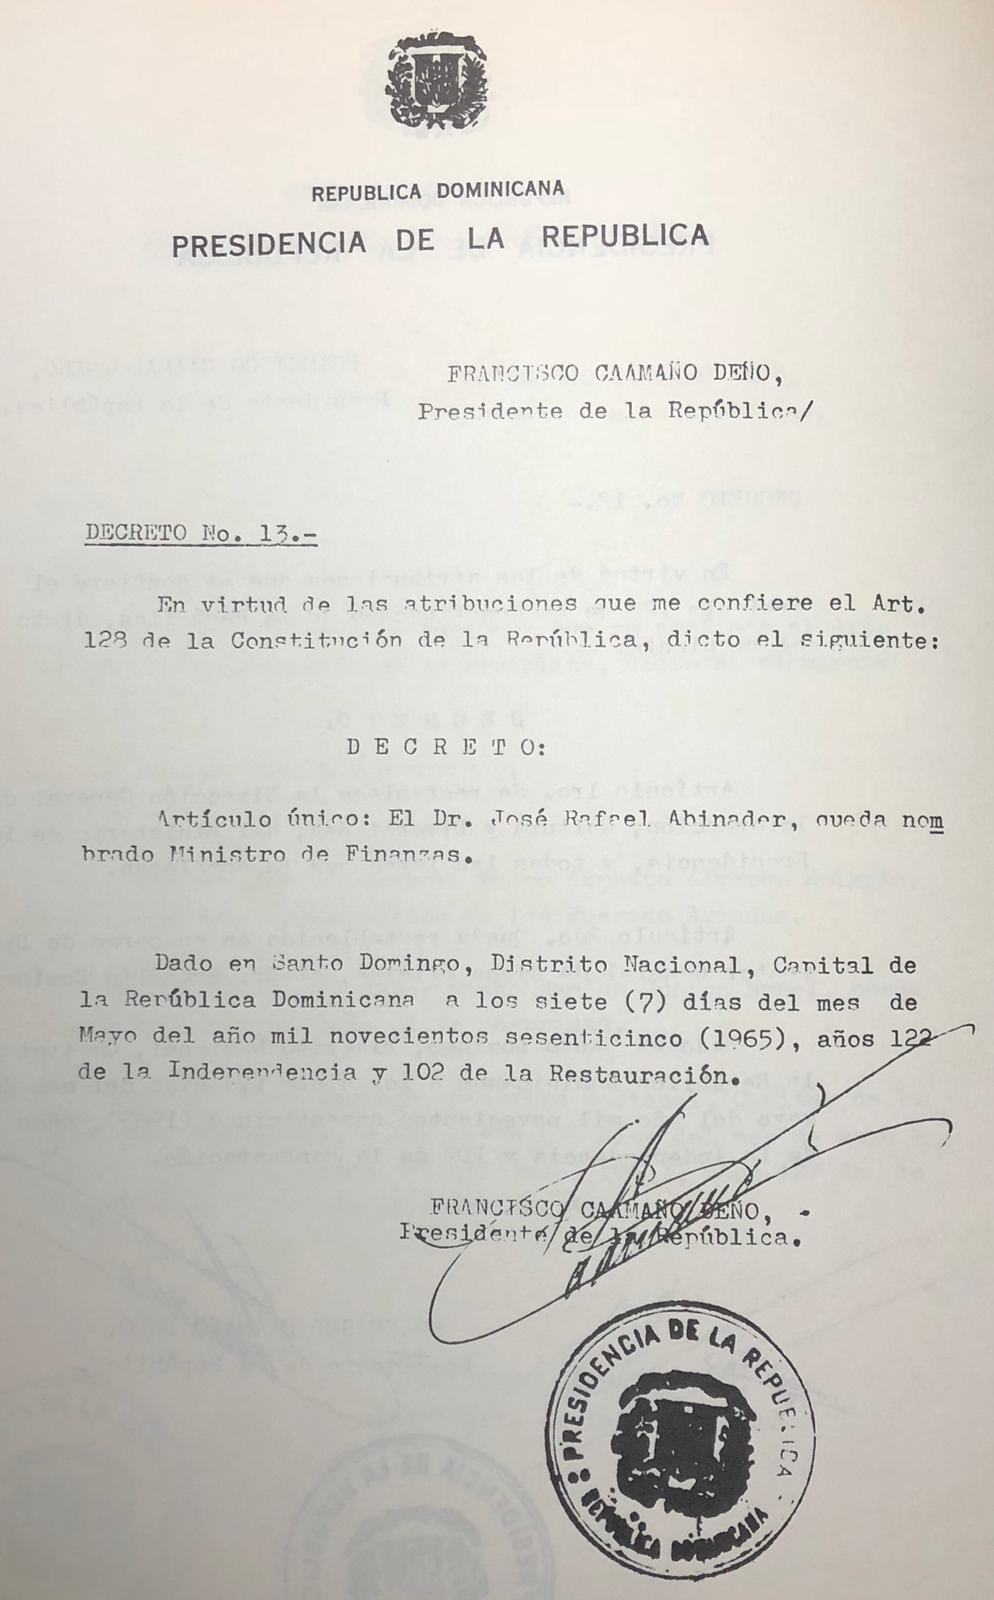 REPUBLICA DOMINICANA
PRESIDENCIA DE LA REPUBLICA
FRANCISCO CAAMAÑO DEÑO,
Presidente de la República/
DECRETO No. 13.-
En virtud de las atribuciones que me confiere el Art.
128 de la Constitución de la República, dicto el siguiente:
D E C R E T O:
Artículo único: El Dr. José Rafael Abinader, queda nom
brado Ministro de Finanzas.
Dado en Santo Domingo, Distrito Nacional, Capital de
la República Dominicana a los siete (7) días del mes de
Mayo del año mil novecientos sesenticinco (1965), años 122
de la Independencia y 102 de la Restauración.
FRANCISCO CAAMAÑO DEÑO, -
Presidente de la República.
PRESIDENCIA DE LA REPUBLICA
REPUBLICA DOMINICANA